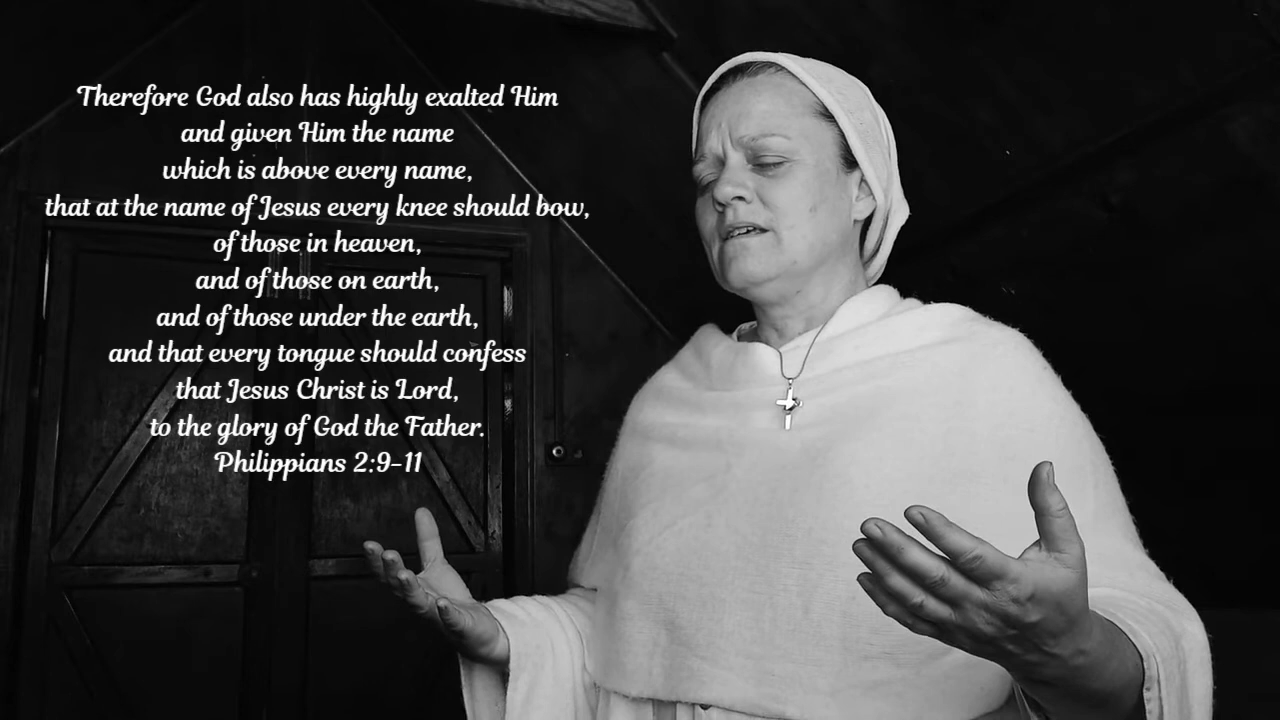 Therefore God also has highly exalted Him
and given Him the name
which is above every name,
that at the name of Jesus every knee should bow,
of those in heaven,
and of those on earth,
and of those under the earth,
and that every tongue should confess
that Jesus Christ is Lord,
to the glory of God the Father.
Philippians 2:9-11